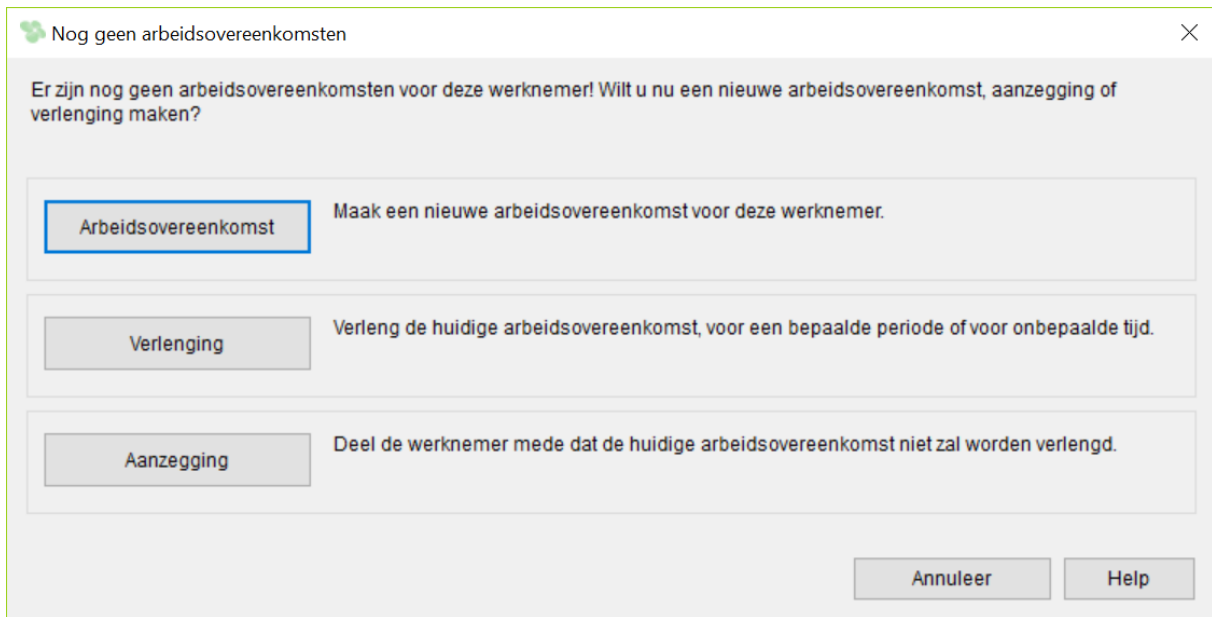 Nog geen arbeidsovereenkomsten
Er zijn nog geen arbeidsovereenkomsten voor deze werknemer! Wilt u nu een nieuwe arbeidsovereenkomst, aanzegging of
verlenging maken?
Arbeidsovereenkomst
Maak een nieuwe arbeidsovereenkomst voor deze werknemer.
Verlenging
Verleng de huidige arbeidsovereenkomst, voor een bepaalde periode of voor onbepaalde tijd.
Aanzegging
Deel de werknemer mede dat de huidige arbeidsovereenkomst niet zal worden verlengd.
Annuleer
Help